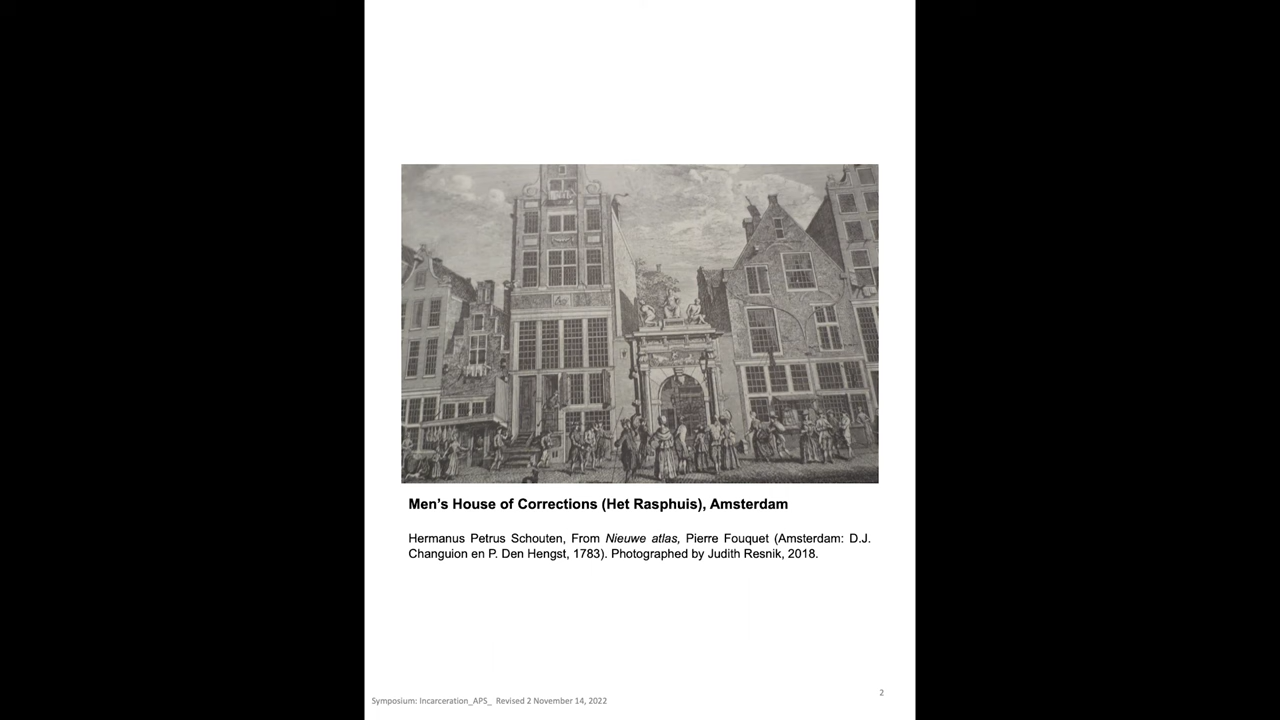 Men’s House of Corrections (Het Rasphuis), Amsterdam
Hermanus Petrus Schouten, From Nieuwe atlas, Pierre Fouquet (Amsterdam: D.J.
Changuion en P. Den Hengst, 1783). Photographed by Judith Resnik, 2018.
2
Symposium: Incarceration_APS_ Revised 2 November 14, 2022